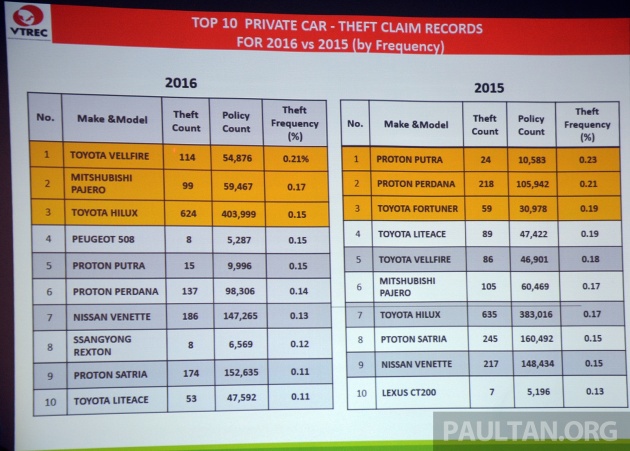 VTREC
TOP 10 PRIVATE CAR - THEFT CLAIM RECORDS
FOR 2016 vs 2015 (by Frequency)
2016
No. Make &Model Theft Count Policy Count Theft Frequency (%)
1 TOYOTA VELLFIRE 114 54,876 0.21%
2 MITSHUBISHI PAJERO 99 59,467 0.17
3 TOYOTA HILUX 624 403,999 0.15
4 PEUGEOT 508 8 5,287 0.15
5 PROTON PUTRA 15 9,996 0.15
6 PROTON PERDANA 137 98,306 0.14
7 NISSAN VENETTE 186 147,265 0.13
8 SSANGYONG REXTON 8 6,569 0.12
9 PROTON SATRIA 174 152,635 0.11
10 TOYOTA LITEACE 53 47,592 0.11
2015
No. Make &Model Theft Count Policy Count Theft Frequency (%)
1 PROTON PUTRA 24 10,583 0.23
2 PROTON PERDANA 218 105,942 0.21
3 TOYOTA FORTUNER 59 30,978 0.19
4 TOYOTA LITEACE 89 47,422 0.19
5 TOYOTA VELLFIRE 86 46,901 0.18
6 MITSHUBISHI PAJERO 105 60,469 0.17
7 TOYOTA HILUX 635 383,016 0.17
8 PTOTON SATRIA 245 160,492 0.15
9 NISSAN VENETTE 217 148,434 0.15
10 LEXUS CT200 7 5,196 0.13
PAULTAN.ORG